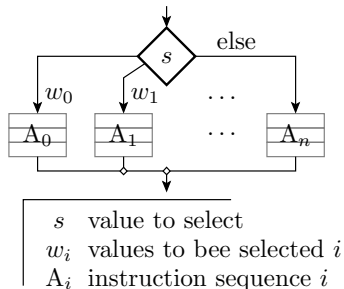 s else
w₀ w₁ ...
A₀ A₁ ... Aₙ
s value to select
wᵢ values to bee selected i
Aᵢ instruction sequence i